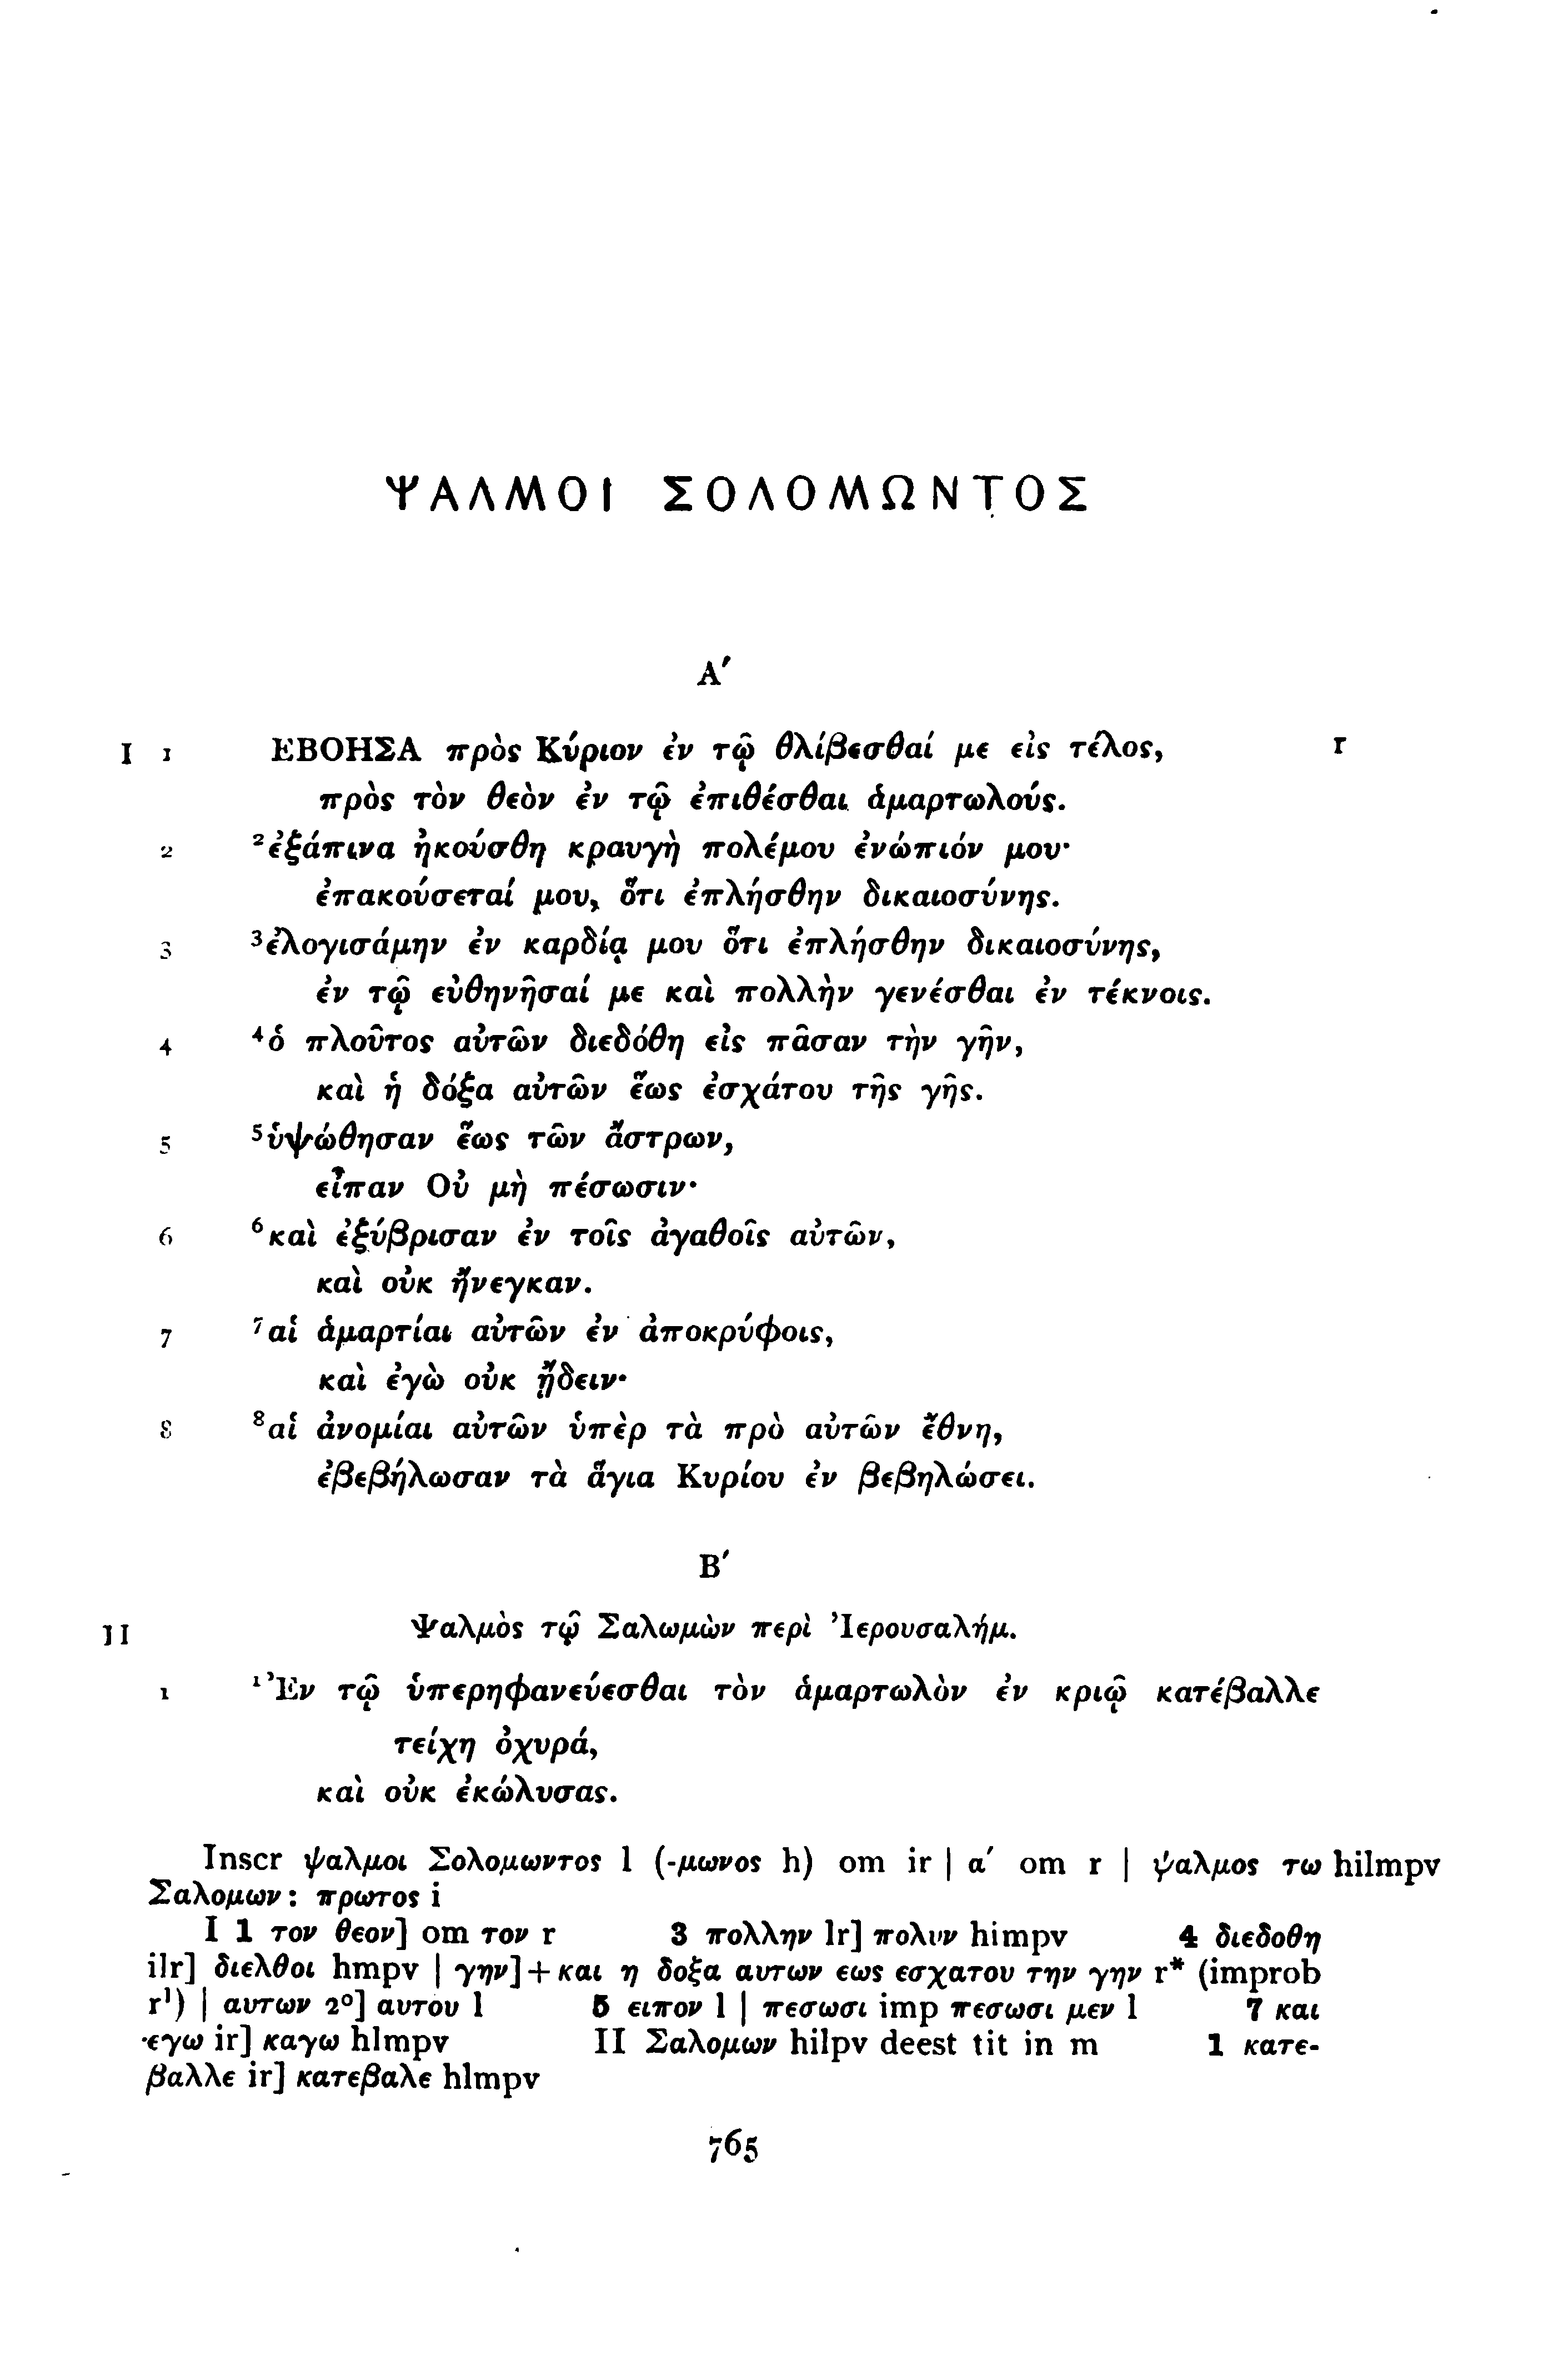 ΨΑΛΜΟΙ ΣΟΛΟΜΩΝΤΟΣ
Α′
I 1 ΕΒΟΗΣΑ πρὸς Κύριον ἐν τῷ θλίβεσθαί με εἰς τέλος, r
πρὸς τὸν θεὸν ἐν τῷ ἐπιθέσθαι ἁμαρτωλούς.
2 ²ἐξάπινα ἠκούσθη κραυγὴ πολέμου ἐνώπιόν μου·
ἐπακούσεταί μου, ὅτι ἐπλήσθην δικαιοσύνης.
3 ³ἐλογισάμην ἐν καρδίᾳ μου ὅτι ἐπλήσθην δικαιοσύνης,
ἐν τῷ εὐθηνῆσαί με καὶ πολλὴν γενέσθαι ἐν τέκνοις.
4 ⁴ὁ πλοῦτος αὐτῶν διεδόθη εἰς πᾶσαν τὴν γῆν,
καὶ ἡ δόξα αὐτῶν ἕως ἐσχάτου τῆς γῆς.
5 ⁵ὑψώθησαν ἕως τῶν ἄστρων,
εἶπαν Οὐ μὴ πέσωσιν·
6 ⁶καὶ ἐξύβρισαν ἐν τοῖς ἀγαθοῖς αὐτῶν,
καὶ οὐκ ἤνεγκαν.
7 ⁷αἱ ἁμαρτίαι αὐτῶν ἐν ἀποκρύφοις,
καὶ ἐγὼ οὐκ ᾔδειν·
8 ⁸αἱ ἀνομίαι αὐτῶν ὑπὲρ τὰ πρὸ αὐτῶν ἔθνη,
ἐβεβήλωσαν τὰ ἅγια Κυρίου ἐν βεβηλώσει.
Β′
II Ψαλμὸς τῷ Σαλωμὼν περὶ Ἰερουσαλήμ.
1 ¹Ἐν τῷ ὑπερηφανεύεσθαι τὸν ἁμαρτωλὸν ἐν κριῷ κατέβαλλε
τείχη ὀχυρά,
καὶ οὐκ ἐκώλυσας.
Inscr ψαλμοι Σολομωντος l (-μωνος h) om ir | α′ om r | ψαλμος τω hilmpv
Σαλομων: πρωτος i
I 1 τον θεον] om τον r 3 πολλην lr] πολυν himpv 4 διεδοθη
ilr] διελθοι hmpv | γην]+και η δοξα αυτων εως εσχατου την γην r* (improb
r¹) | αυτων 2°] αυτου l 5 ειπον l | πεσωσι imp πεσωσι μεν l 7 και
εγω ir] καγω hlmpv II Σαλομων hilpv deest tit in m 1 κατε-
βαλλε ir] κατεβαλε hlmpv
765